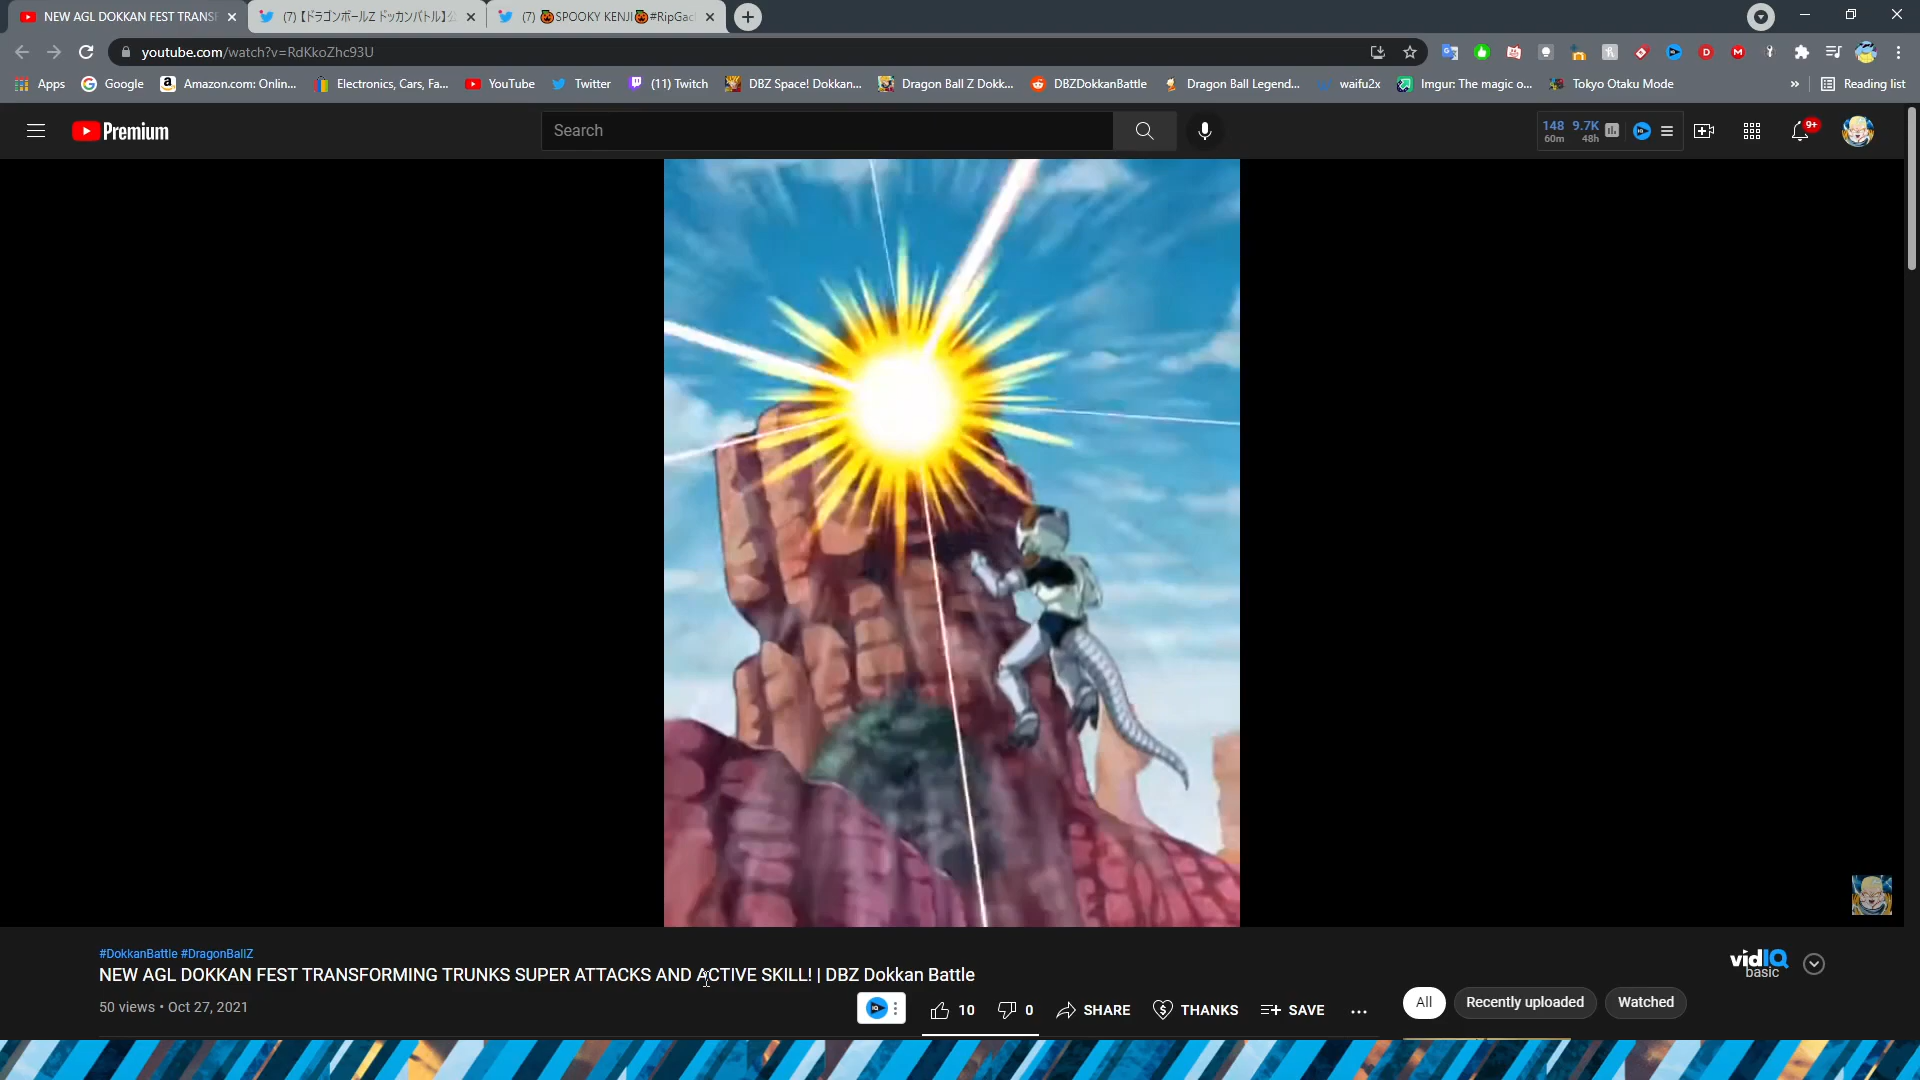 NEW AGL DOKKAN FEST TRANSF
(7) 【ドラゴンボールZ ドッカンバトル】公
(7) 🎃SPOOKY KENJI🎃#RipGac
youtube.com/watch?v=RdKkoZhc93U
Apps
Google
Amazon.com: Onlin...
Electronics, Cars, Fa...
YouTube
Twitter
(11) Twitch
DBZ Space! Dokkan...
Dragon Ball Z Dokk...
DBZDokkanBattle
Dragon Ball Legend...
waifu2x
Imgur: The magic o...
Tokyo Otaku Mode
»
Reading list
Premium
Search
148 9.7K
60m 48h
9+
#DokkanBattle #DragonBallZ
NEW AGL DOKKAN FEST TRANSFORMING TRUNKS SUPER ATTACKS AND ACTIVE SKILL! | DBZ Dokkan Battle
50 views • Oct 27, 2021
10
0
SHARE
THANKS
SAVE
vidIQ
basic
All
Recently uploaded
Watched